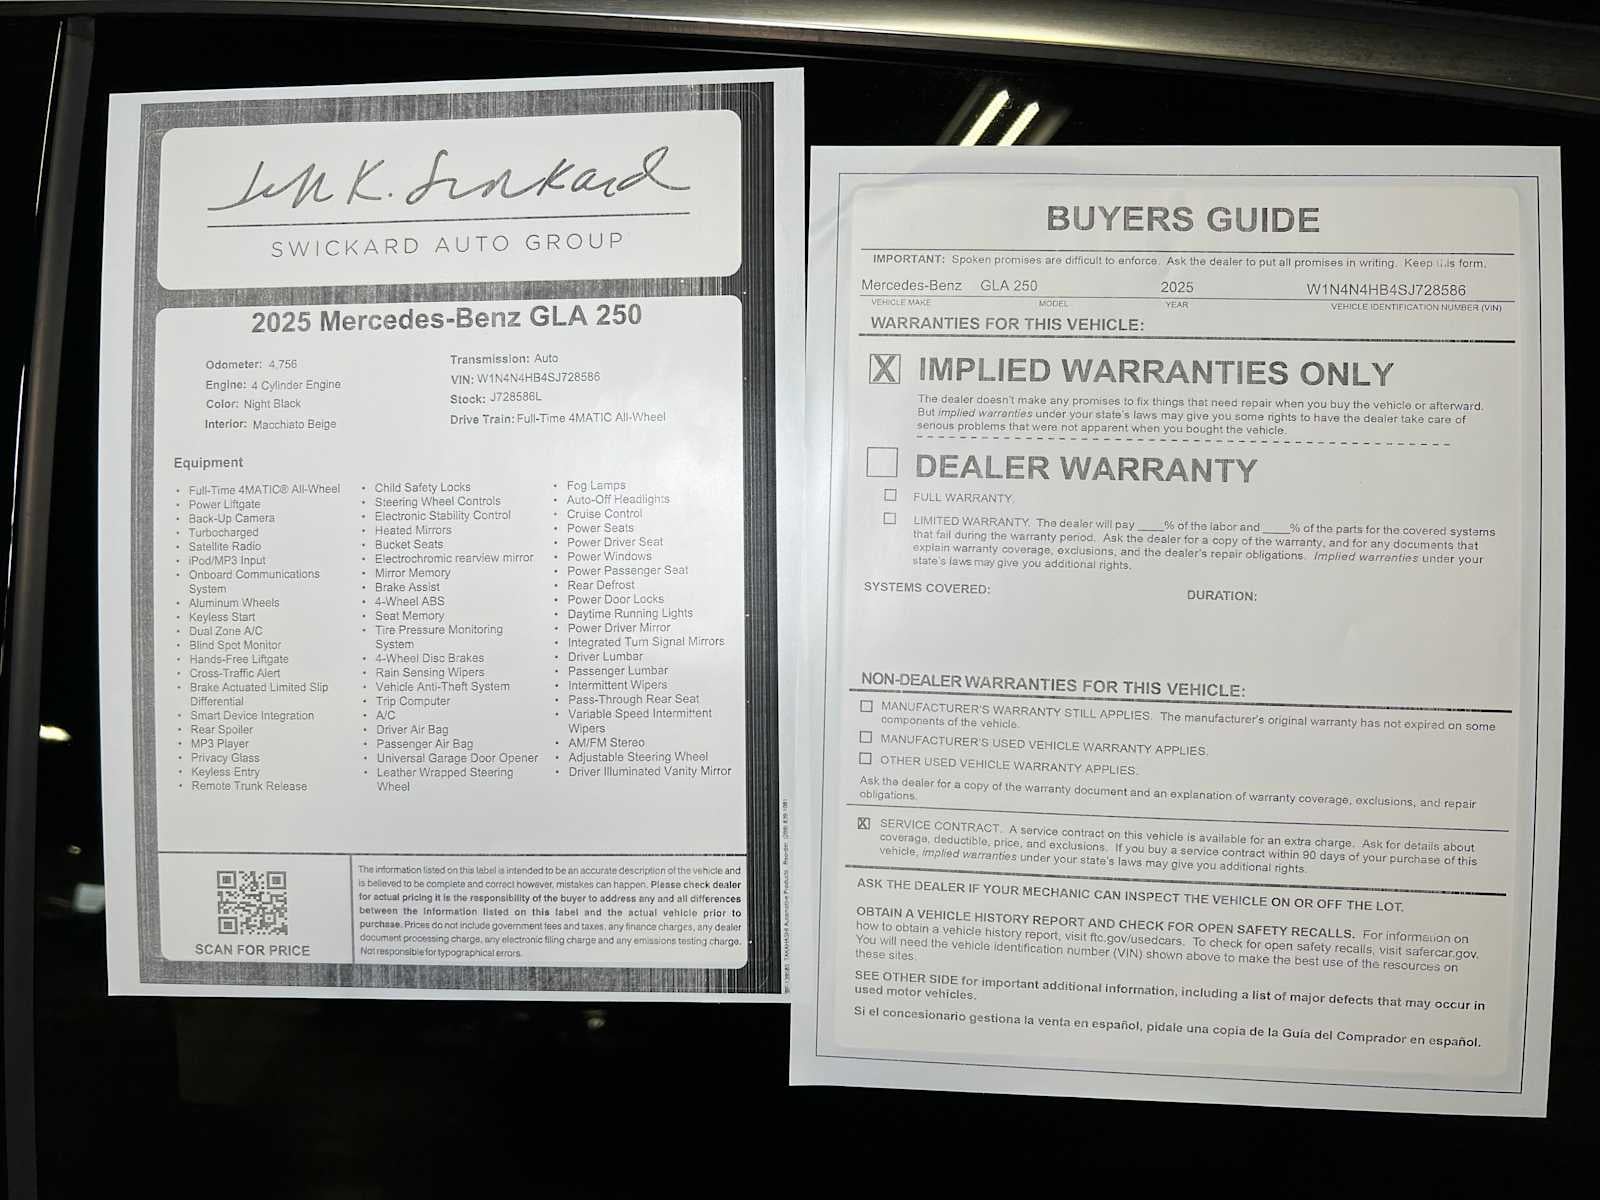 SWICKARD AUTO GROUP
2025 Mercedes-Benz GLA 250
Odometer: 4,756
Engine: 4 Cylinder Engine
Color: Night Black
Interior: Macchiato Beige
Transmission: Auto
VIN: W1N4N4HB4SJ728586
Stock: J728586L
Drive Train: Full-Time 4MATIC All-Wheel
Equipment
• Full-Time 4MATIC® All-Wheel
• Power Liftgate
• Back-Up Camera
• Turbocharged
• Satellite Radio
• iPod/MP3 Input
• Onboard Communications
System
• Aluminum Wheels
• Keyless Start
• Dual Zone A/C
• Blind Spot Monitor
• Hands-Free Liftgate
• Cross-Traffic Alert
• Brake Actuated Limited Slip
Differential
• Smart Device Integration
• Rear Spoiler
• MP3 Player
• Privacy Glass
• Keyless Entry
• Remote Trunk Release
• Child Safety Locks
• Steering Wheel Controls
• Electronic Stability Control
• Heated Mirrors
• Bucket Seats
• Electrochromic rearview mirror
• Mirror Memory
• Brake Assist
• 4-Wheel ABS
• Seat Memory
• Tire Pressure Monitoring
System
• 4-Wheel Disc Brakes
• Rain Sensing Wipers
• Vehicle Anti-Theft System
• Trip Computer
• A/C
• Driver Air Bag
• Passenger Air Bag
• Universal Garage Door Opener
• Leather Wrapped Steering
Wheel
• Fog Lamps
• Auto-Off Headlights
• Cruise Control
• Power Seats
• Power Driver Seat
• Power Windows
• Power Passenger Seat
• Rear Defrost
• Power Door Locks
• Daytime Running Lights
• Power Driver Mirror
• Integrated Turn Signal Mirrors
• Driver Lumbar
• Passenger Lumbar
• Intermittent Wipers
• Pass-Through Rear Seat
• Variable Speed Intermittent
Wipers
• AM/FM Stereo
• Adjustable Steering Wheel
• Driver Illuminated Vanity Mirror
SCAN FOR PRICE
The information listed on this label is intended to be an accurate description of the vehicle and
is believed to be complete and correct however, mistakes can happen. Please check dealer
for actual pricing it is the responsibility of the buyer to address any and all differences
between the information listed on this label and the actual vehicle prior to
purchase. Prices do not include government fees and taxes, any finance charges, any dealer
document processing charge, any electronic filing charge and any emissions testing charge.
Not responsible for typographical errors.
BUYERS GUIDE
IMPORTANT: Spoken promises are difficult to enforce. Ask the dealer to put all promises in writing. Keep this form.
Mercedes-Benz GLA 250 2025 W1N4N4HB4SJ728586
VEHICLE MAKE MODEL YEAR VEHICLE IDENTIFICATION NUMBER (VIN)
WARRANTIES FOR THIS VEHICLE:
X IMPLIED WARRANTIES ONLY
The dealer doesn't make any promises to fix things that need repair when you buy the vehicle or afterward.
But implied warranties under your state's laws may give you some rights to have the dealer take care of
serious problems that were not apparent when you bought the vehicle.
DEALER WARRANTY
FULL WARRANTY.
LIMITED WARRANTY. The dealer will pay ____% of the labor and ____% of the parts for the covered systems
that fail during the warranty period. Ask the dealer for a copy of the warranty, and for any documents that
explain warranty coverage, exclusions, and the dealer's repair obligations. Implied warranties under your
state's laws may give you additional rights.
SYSTEMS COVERED: DURATION:
NON-DEALER WARRANTIES FOR THIS VEHICLE:
MANUFACTURER'S WARRANTY STILL APPLIES. The manufacturer's original warranty has not expired on some
components of the vehicle.
MANUFACTURER'S USED VEHICLE WARRANTY APPLIES.
OTHER USED VEHICLE WARRANTY APPLIES.
Ask the dealer for a copy of the warranty document and an explanation of warranty coverage, exclusions, and repair
obligations.
X SERVICE CONTRACT. A service contract on this vehicle is available for an extra charge. Ask for details about
coverage, deductible, price, and exclusions. If you buy a service contract within 90 days of your purchase of this
vehicle, implied warranties under your state's laws may give you additional rights.
ASK THE DEALER IF YOUR MECHANIC CAN INSPECT THE VEHICLE ON OR OFF THE LOT.
OBTAIN A VEHICLE HISTORY REPORT AND CHECK FOR OPEN SAFETY RECALLS. For information on
how to obtain a vehicle history report, visit ftc.gov/usedcars. To check for open safety recalls, visit safercar.gov.
You will need the vehicle identification number (VIN) shown above to make the best use of the resources on
these sites.
SEE OTHER SIDE for important additional information, including a list of major defects that may occur in
used motor vehicles.
Si el concesionario gestiona la venta en español, pídale una copia de la Guía del Comprador en español.